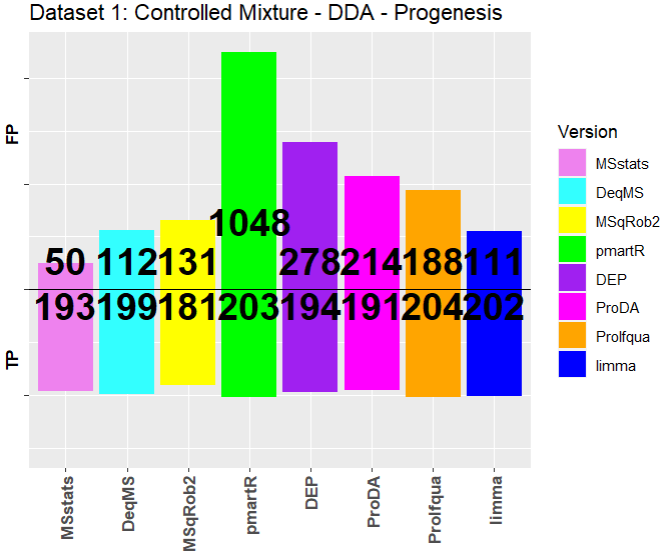 Dataset 1: Controlled Mixture - DDA - Progenesis
FP
TP
1048
50 112 131 278 214 188 111
193 199 181 203 194 191 204 202
MSstats
DeqMS
MSqRob2
pmartR
DEP
ProDA
Prolfqua
limma
Version
MSstats
DeqMS
MSqRob2
pmartR
DEP
ProDA
Prolfqua
limma